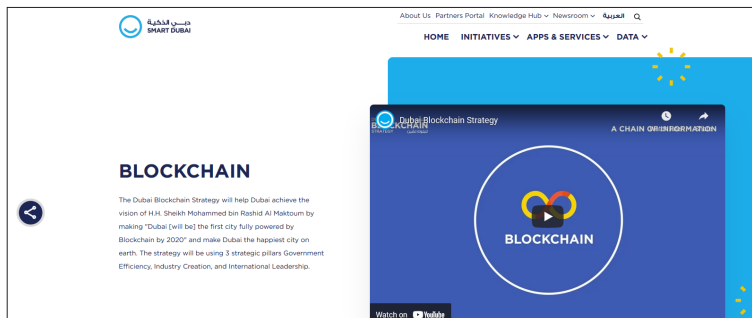 دبي الذكية
SMART DUBAI
About Us Partners Portal Knowledge Hub Newsroom العربية
HOME INITIATIVES APPS & SERVICES DATA
Dubai Blockchain Strategy
A CHAIN OF INFORMATION
BLOCKCHAIN
The Dubai Blockchain Strategy will help Dubai achieve the
vision of H.H. Sheikh Mohammed bin Rashid Al Maktoum by
making "Dubai [will be] the first city fully powered by
Blockchain by 2020" and make Dubai the happiest city on
earth. The strategy will be using 3 strategic pillars Government
Efficiency, Industry Creation, and International Leadership.
BLOCKCHAIN
Watch on YouTube